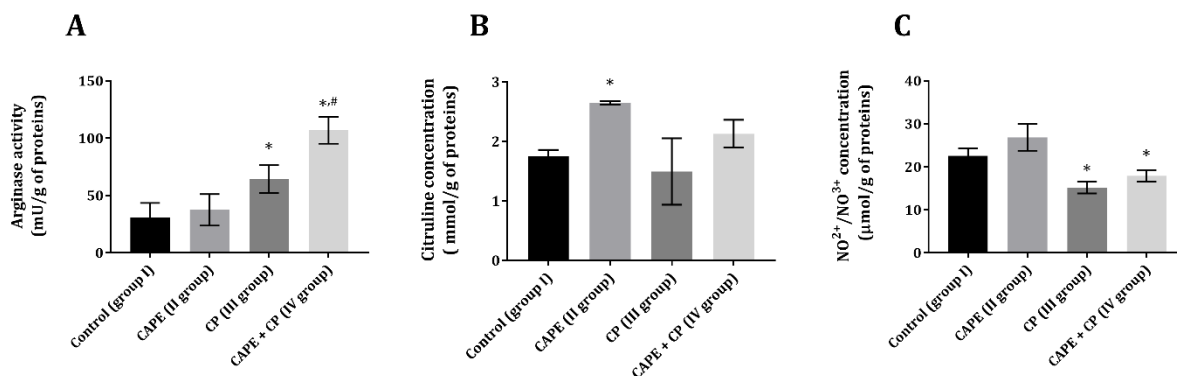 A
Arginase activity
(mU/g of proteins)
150
100
50
0
*
*,#
Control (group I)
CAPE (II group)
CP (III group)
CAPE + CP (IV group)
B
Citruline concentration
( mmol/g of proteins)
3
2
1
0
*
Control (group I)
CAPE (II group)
CP (III group)
CAPE + CP (IV group)
C
NO²⁺/NO³⁺ concentration
(µmol/g of proteins)
40
30
20
10
0
*
*
Control (group I)
CAPE (II group)
CP (III group)
CAPE + CP (IV group)